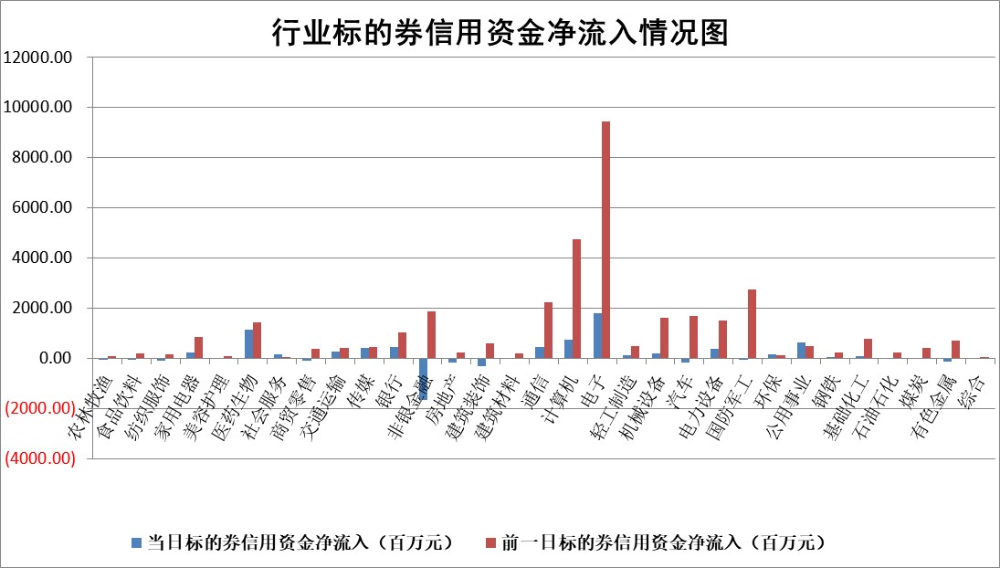 行业标的券信用资金净流入情况图
12000.00
10000.00
8000.00
6000.00
4000.00
2000.00
0.00
(2000.00)
(4000.00)
农林牧渔
食品饮料
纺织服饰
家用电器
美容护理
医药生物
社会服务
商贸零售
交通运输
传媒
银行
非银金融
房地产
建筑装饰
建筑材料
通信
计算机
电子
轻工制造
机械设备
汽车
电力设备
国防军工
环保
公用事业
钢铁
基础化工
石油石化
煤炭
有色金属
综合
当日标的券信用资金净流入（百万元）
前一日标的券信用资金净流入（百万元）